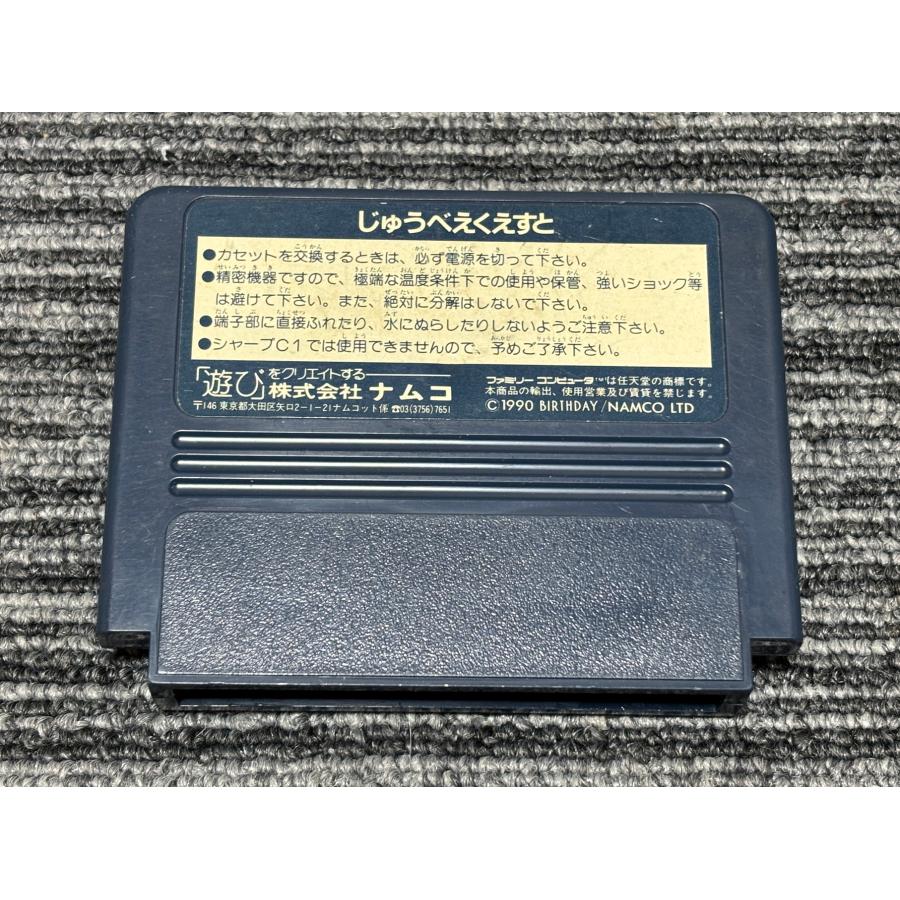 じゅうべえくえすと
●カセットを交換するときは、必ず電源を切って下さい。
●精密機器ですので、極端な温度条件下での使用や保管、強いショック等
は避けて下さい。また、絶対に分解はしないで下さい。
●端子部に直接ふれたり、水にぬらしたりしないようご注意下さい。
●シャープC1では使用できませんので、予めご了承下さい。
「遊び」をクリエイトする
株式会社 ナムコ
〒146 東京都大田区矢口2-1-21ナムコット係 ☎03(3756)7651
ファミリー コンピュータ™は任天堂の商標です。
本商品の輸出、使用営業及び賃貸を禁じます。
©1990 BIRTHDAY/NAMCO LTD